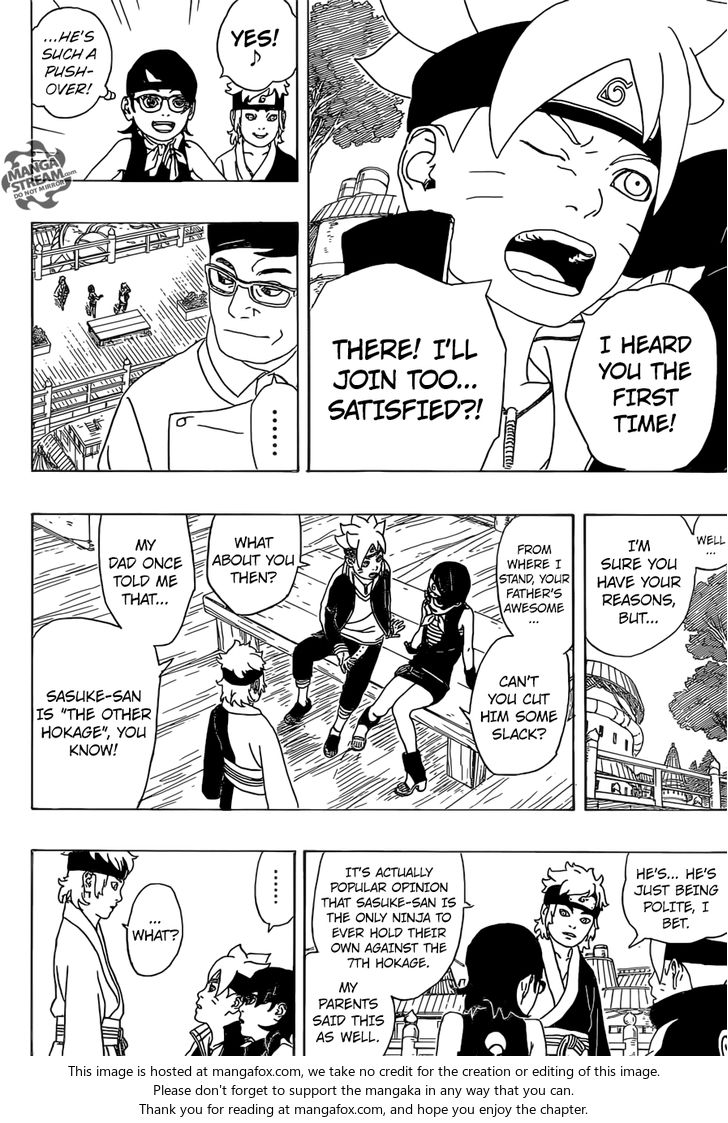 I HEARD
YOU THE
FIRST
TIME!
THERE! I'LL
JOIN TOO...
SATISFIED?!
YES!
♪
...HE'S
SUCH A
PUSH-
OVER!
MANGA
STREAM.com
DO NOT MIRROR
......
WELL
...
I'M
SURE YOU
HAVE YOUR
REASONS,
BUT...
FROM
WHERE I
STAND, YOUR
FATHER'S
AWESOME
...
CAN'T
YOU CUT
HIM SOME
SLACK?
WHAT
ABOUT YOU
THEN?
MY
DAD ONCE
TOLD ME
THAT...
SASUKE-SAN
IS "THE OTHER
HOKAGE", YOU
KNOW!
HE'S... HE'S
JUST BEING
POLITE, I
BET.
IT'S ACTUALLY
POPULAR OPINION
THAT SASUKE-SAN
IS THE ONLY NINJA TO
EVER HOLD THEIR
OWN AGAINST THE
7TH HOKAGE.
MY
PARENTS
SAID THIS
AS WELL.
......
...
WHAT?
This image is hosted at mangafox.com, we take no credit for the creation or editing of this image.
Please don't forget to support the mangaka in any way that you can.
Thank you for reading at mangafox.com, and hope you enjoy the chapter.